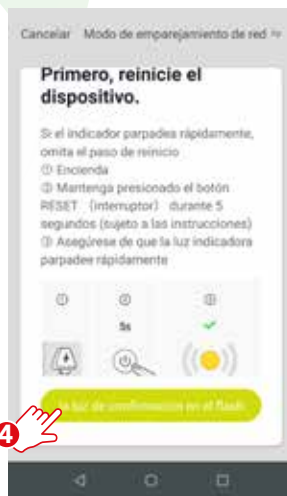 Cancelar Modo de emparejamiento de red
Primero, reinicie el
dispositivo.
Si el indicador parpadea rápidamente,
omita el paso de reinicio
① Encienda
② Mantenga presionado el botón
RESET (interruptor) durante 5
segundos (sujeto a las instrucciones)
③ Asegúrese de que la luz indicadora
parpadee rápidamente
① ② ③
5s
la luz de confirmación en el flash
4